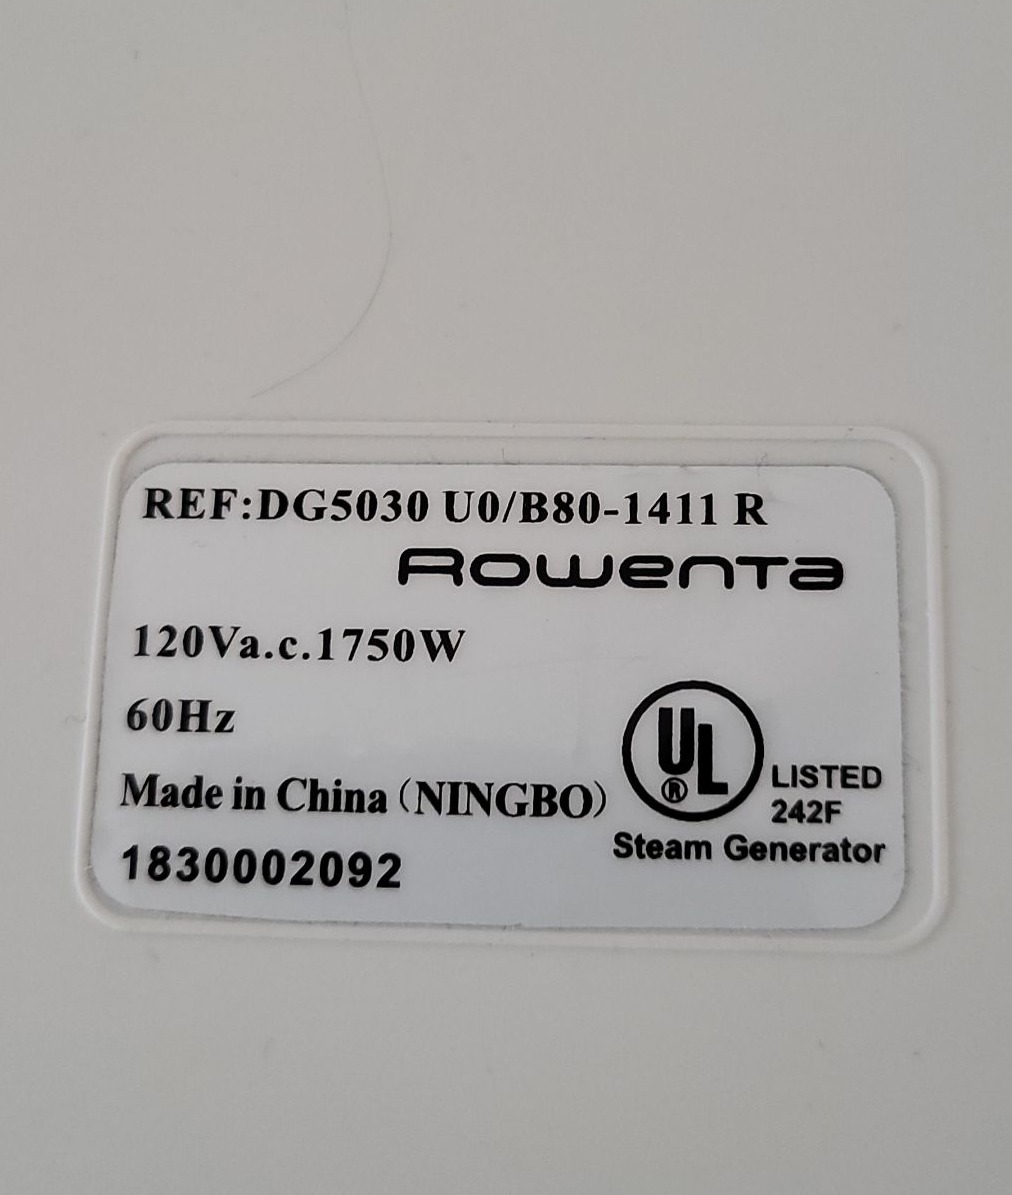 REF:DG5030 U0/B80-1411 R
Rowenta
120Va.c.1750W
60Hz
Made in China (NINGBO)
1830002092
UL
®
LISTED
242F
Steam Generator